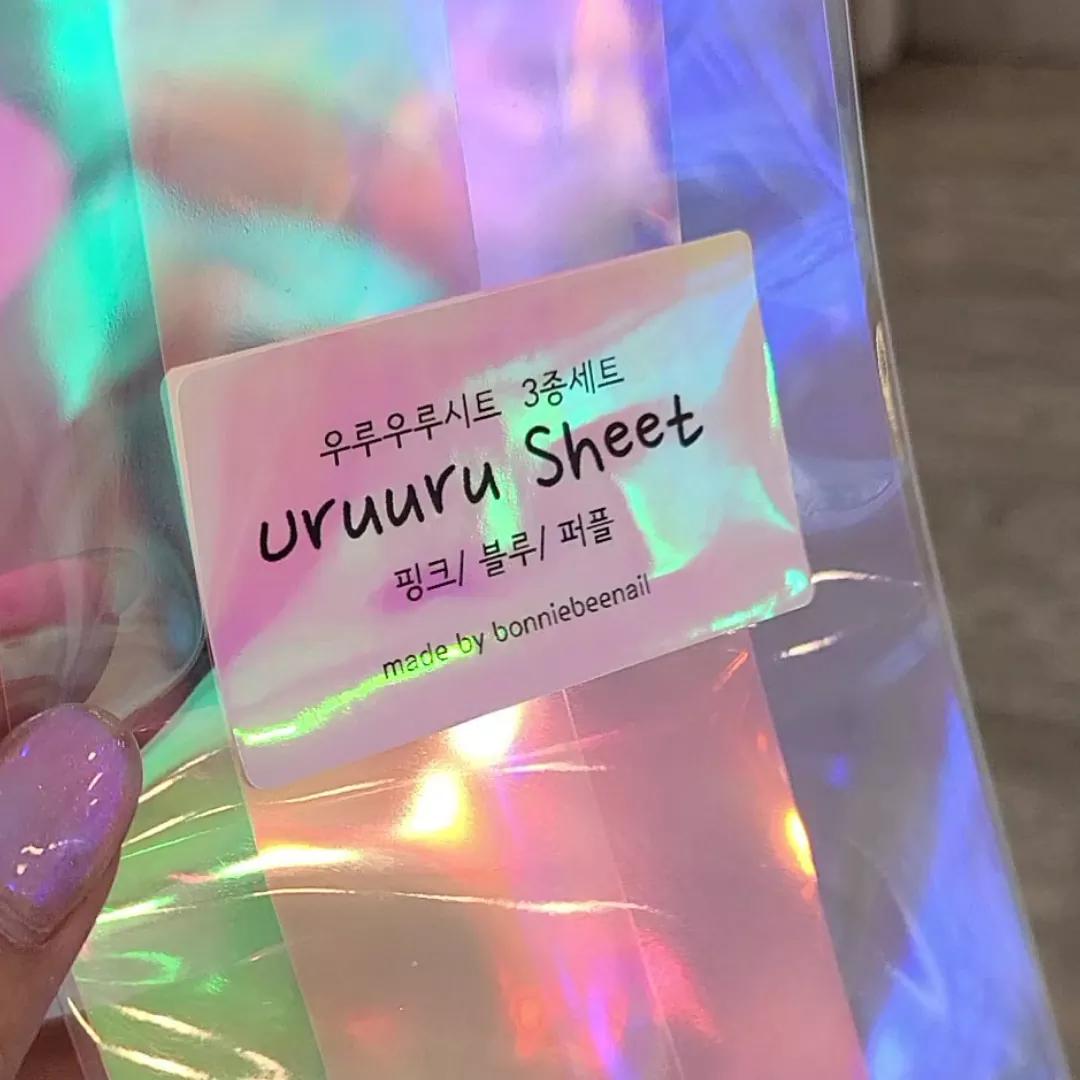 우루우루시트 3종세트
uruuru Sheet
핑크/ 블루/ 퍼플
made by bonniebeenail